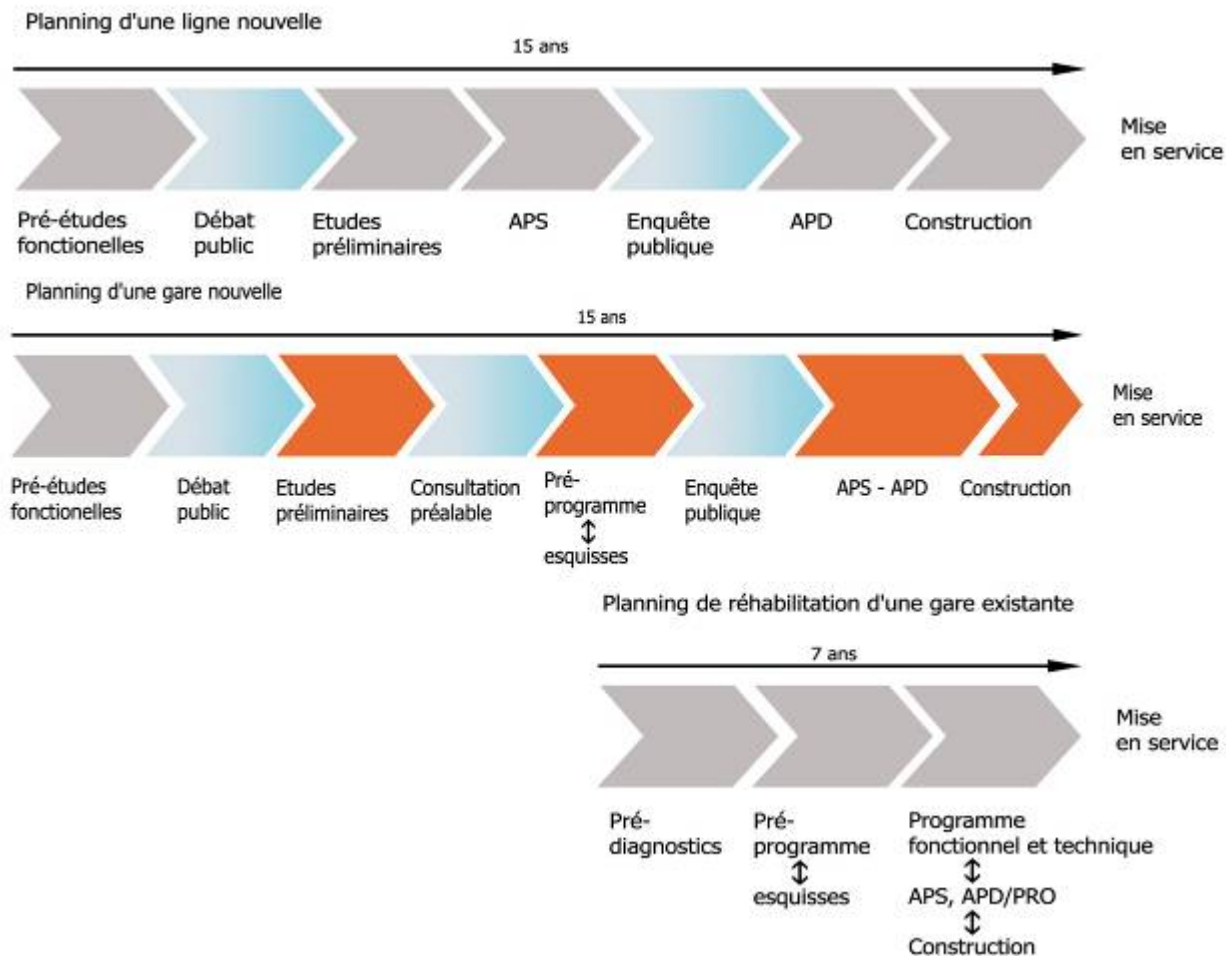 Planning d'une ligne nouvelle
15 ans
Mise
en service
Pré-études
fonctionelles
Débat
public
Etudes
préliminaires
APS
Enquête
publique
APD
Construction
Planning d'une gare nouvelle
15 ans
Mise
en service
Pré-études
fonctionelles
Débat
public
Etudes
préliminaires
Consultation
préalable
Pré-
programme
↕
esquisses
Enquête
publique
APS - APD
Construction
Planning de réhabilitation d'une gare existante
7 ans
Mise
en service
Pré-
diagnostics
Pré-
programme
↕
esquisses
Programme
fonctionnel et technique
↕
APS, APD/PRO
↕
Construction